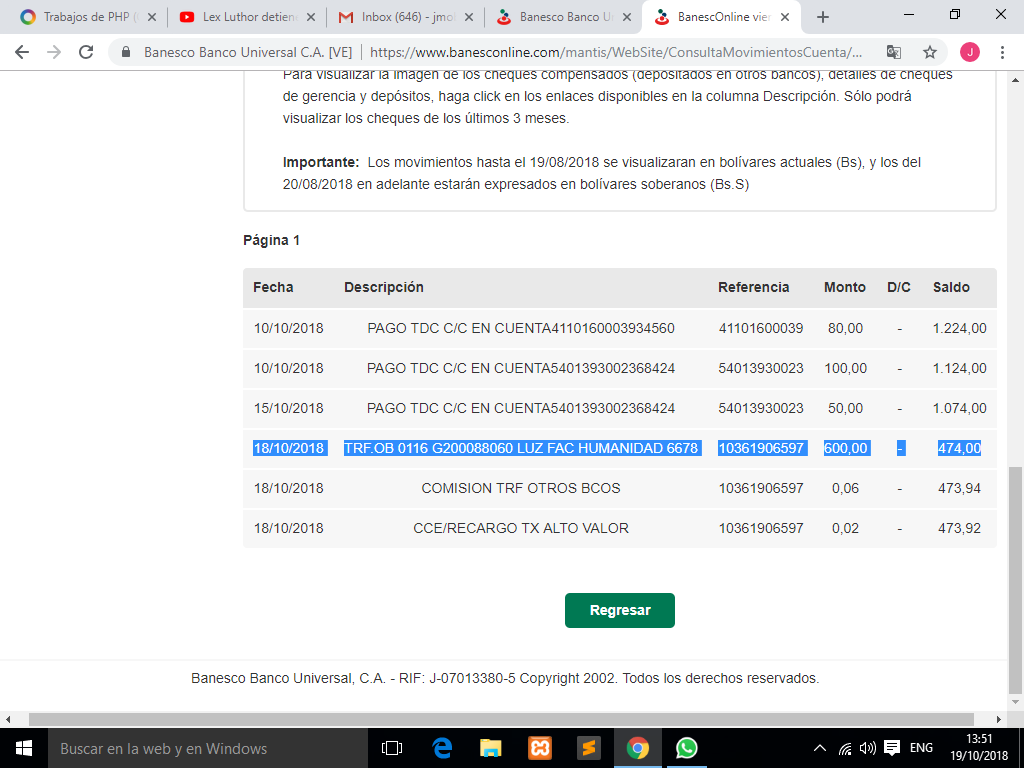 Trabajos de PHP (
Lex Luthor detien
Inbox (646) - jmol
Banesco Banco U
BanescOnline vier
Banesco Banco Universal C.A. [VE]
https://www.banesconline.com/mantis/WebSite/ConsultaMovimientosCuenta/...
J
Para visualizar la imagen de los cheques compensados (depositados en otros bancos), detalles de cheques
de gerencia y depósitos, haga click en los enlaces disponibles en la columna Descripción. Sólo podrá
visualizar los cheques de los últimos 3 meses.
Importante: Los movimientos hasta el 19/08/2018 se visualizaran en bolívares actuales (Bs), y los del
20/08/2018 en adelante estarán expresados en bolívares soberanos (Bs.S)
Página 1
Fecha Descripción Referencia Monto D/C Saldo
10/10/2018 PAGO TDC C/C EN CUENTA4110160003934560 41101600039 80,00 - 1.224,00
10/10/2018 PAGO TDC C/C EN CUENTA5401393002368424 54013930023 100,00 - 1.124,00
15/10/2018 PAGO TDC C/C EN CUENTA5401393002368424 54013930023 50,00 - 1.074,00
18/10/2018 TRF.OB 0116 G200088060 LUZ FAC HUMANIDAD 6678 10361906597 600,00 - 474,00
18/10/2018 COMISION TRF OTROS BCOS 10361906597 0,06 - 473,94
18/10/2018 CCE/RECARGO TX ALTO VALOR 10361906597 0,02 - 473,92
Regresar
Banesco Banco Universal, C.A. - RIF: J-07013380-5 Copyright 2002. Todos los derechos reservados.
Buscar en la web y en Windows
ENG
13:51
19/10/2018